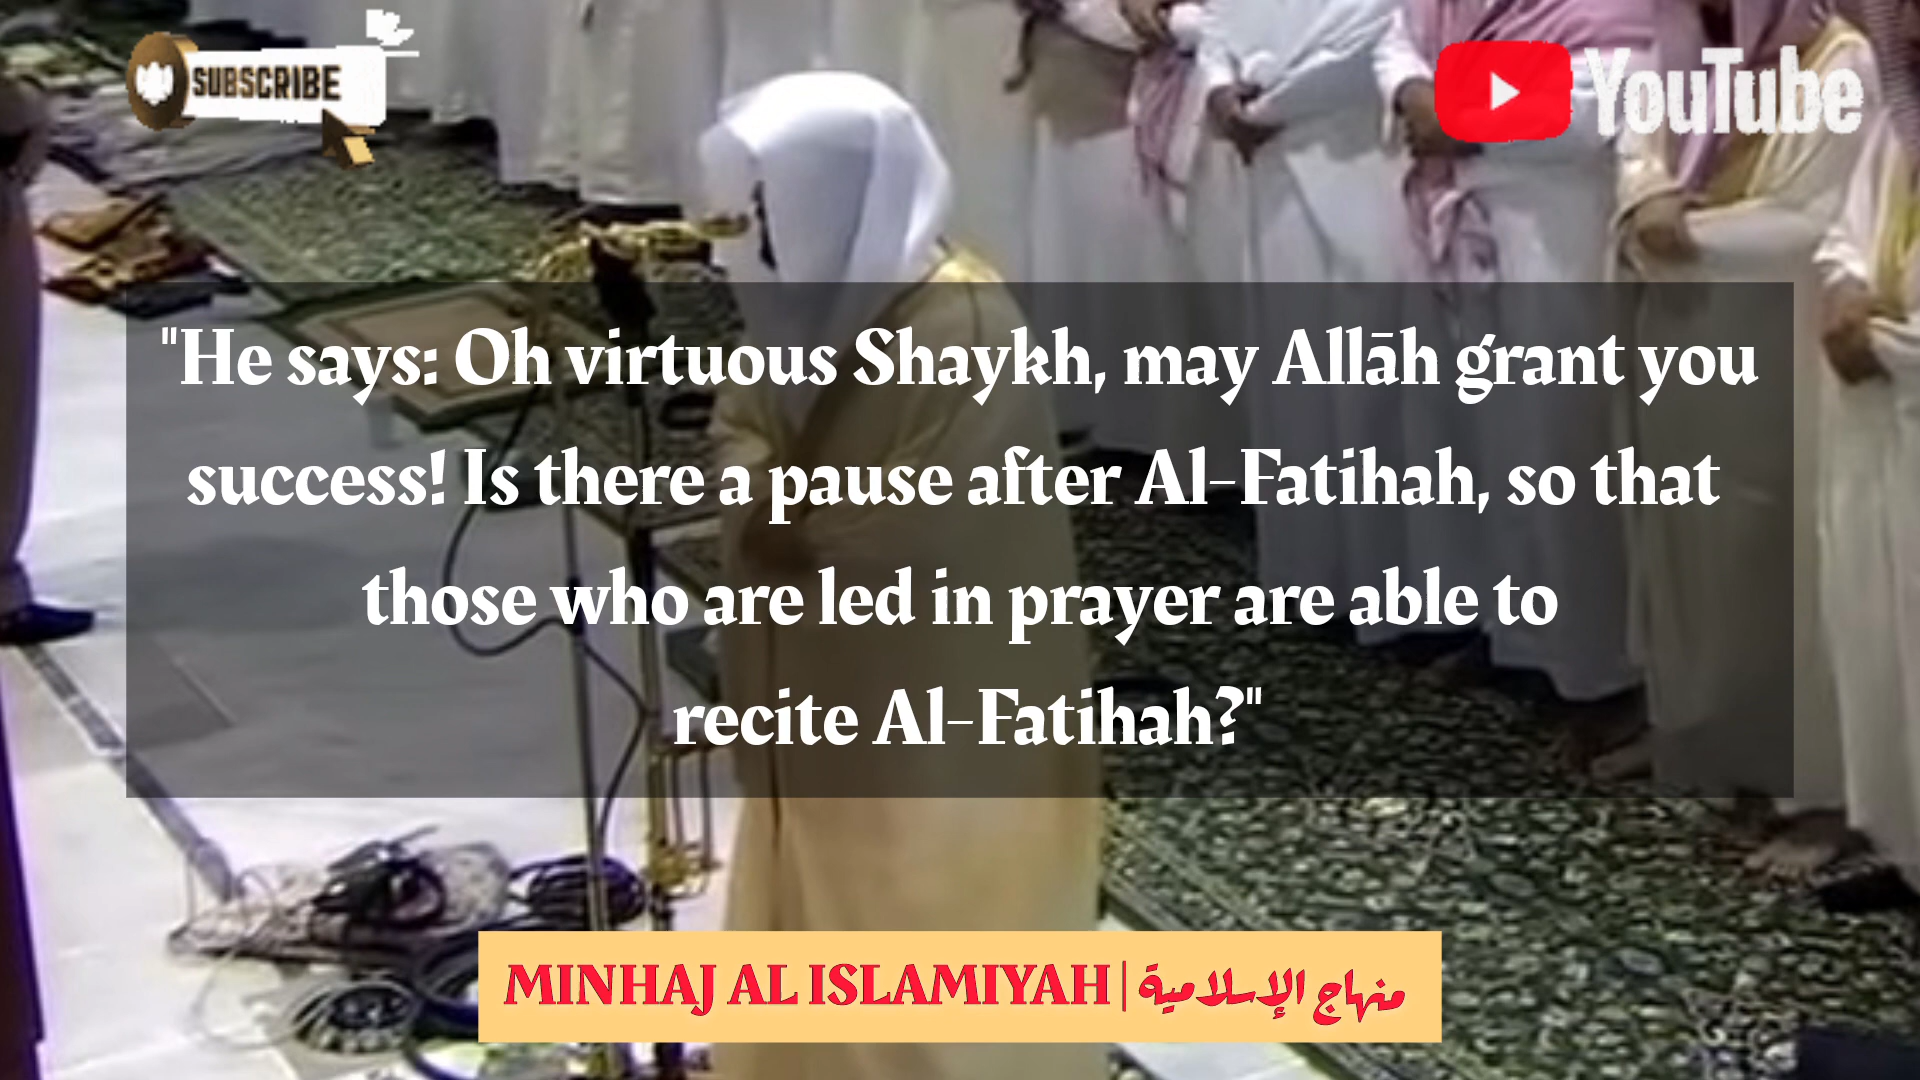 SUBSCRIBE
YouTube
"He says: Oh virtuous Shaykh, may Allāh grant you
success! Is there a pause after Al-Fatihah, so that
those who are led in prayer are able to
recite Al-Fatihah?"
MINHAJ AL ISLAMIYAH | منهاج الإسلامية